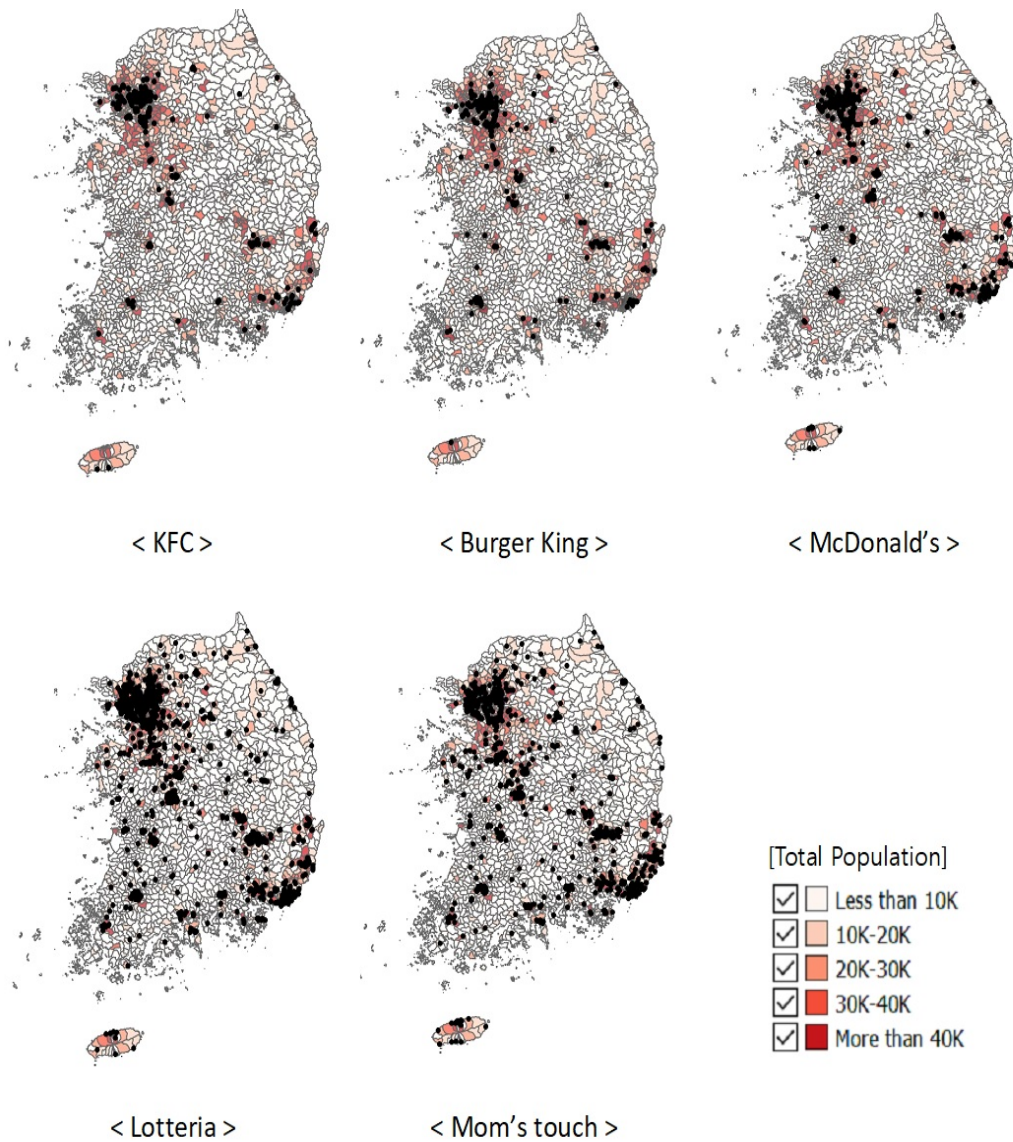 < KFC >
< Burger King >
< McDonald's >
[Total Population]
Less than 10K
10K-20K
20K-30K
30K-40K
More than 40K
< Lotteria >
< Mom's touch >